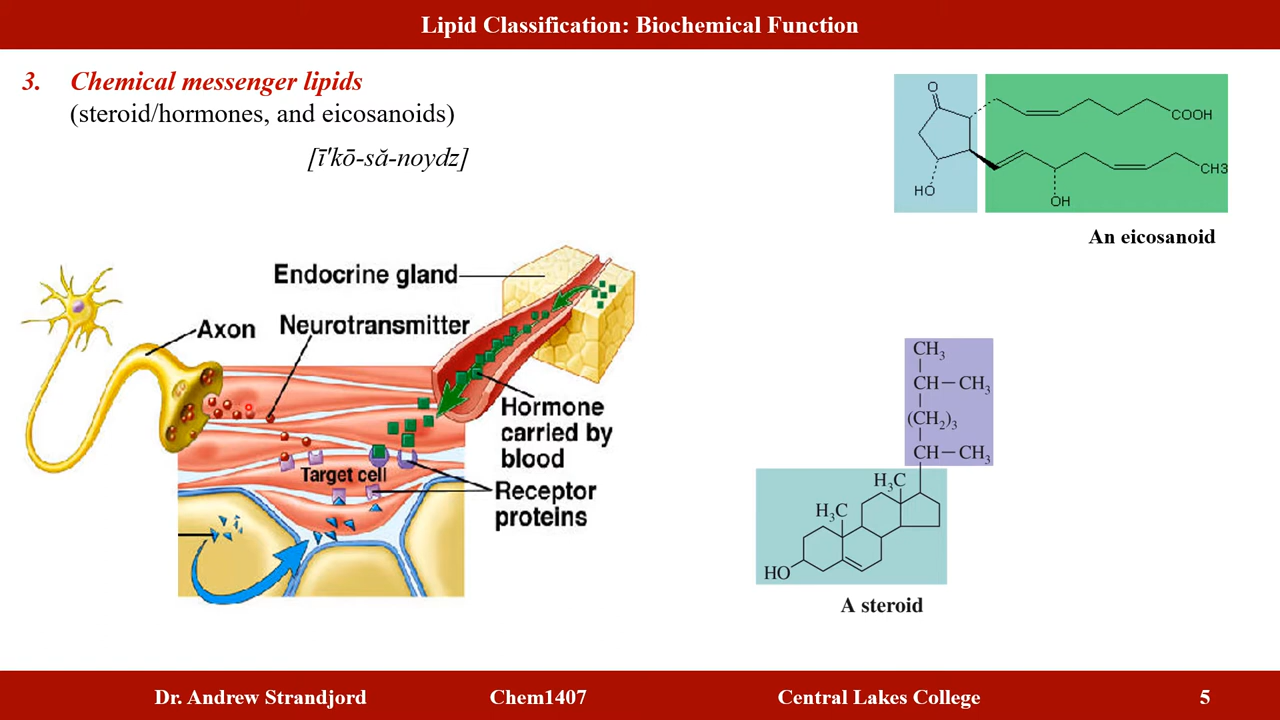 Lipid Classification: Biochemical Function
3. Chemical messenger lipids
(steroid/hormones, and eicosanoids)
[ī'kō-să-noydz]
O
COOH
CH3
HO
OH
An eicosanoid
Endocrine gland
Axon
Neurotransmitter
Hormone
carried by
blood
Target cell
Receptor
proteins
CH₃
CH—CH₃
(CH₂)₃
CH—CH₃
H₃C
H₃C
HO
A steroid
Dr. Andrew Strandjord Chem1407 Central Lakes College 5